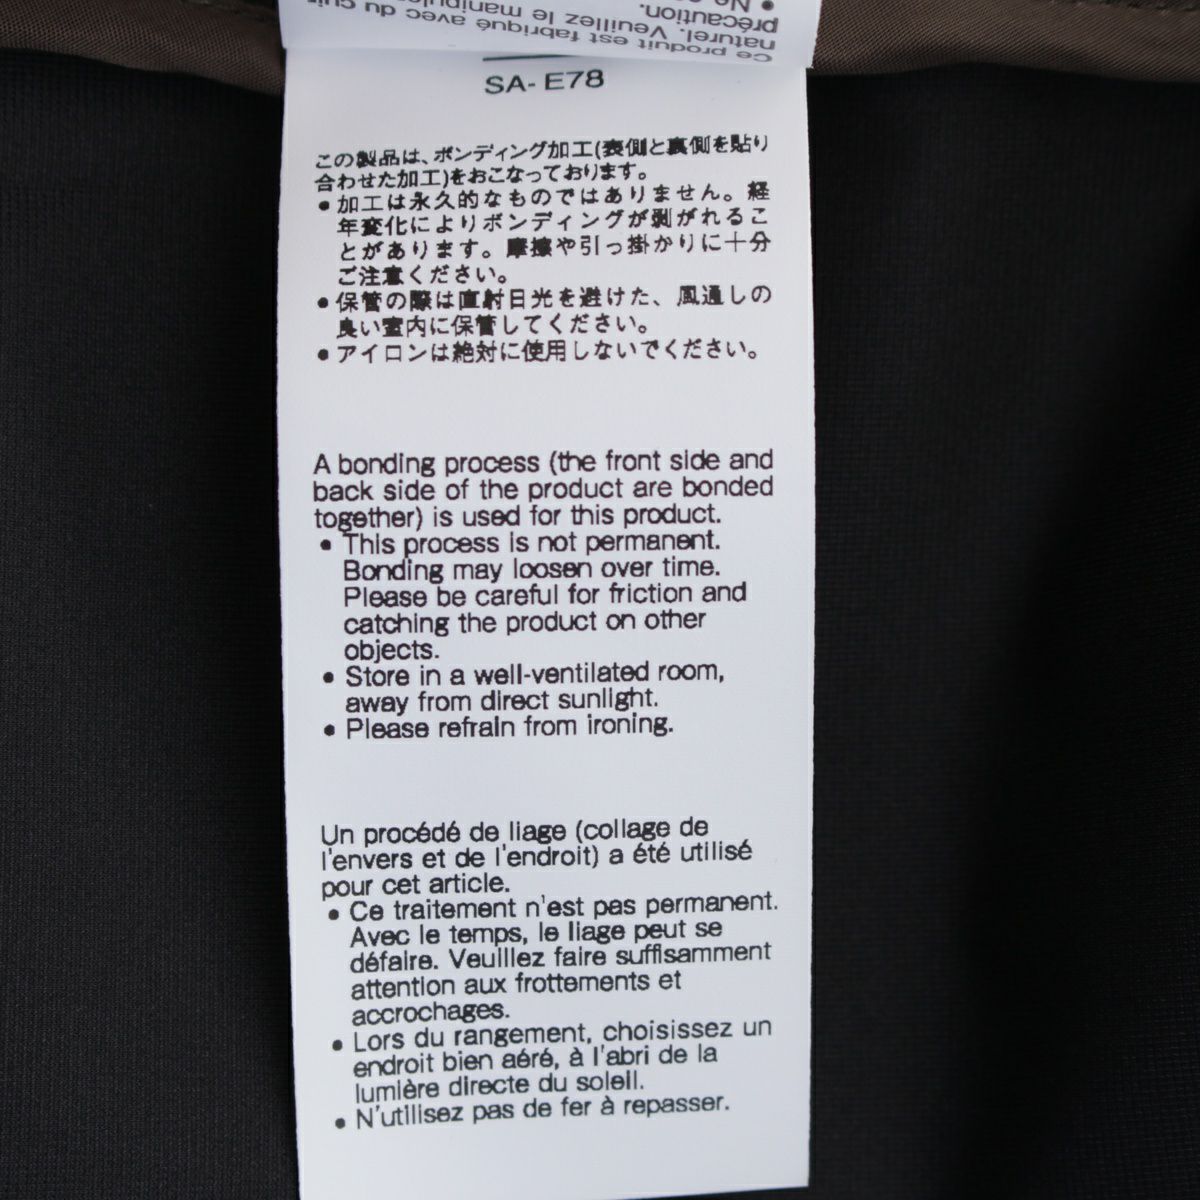 Ce produit est fabriqué avec du cuir
naturel. Veuillez le manipuler
précaution.
• Ne
SA- E78
この製品は、ボンディング加工(表側と裏側を貼り
合わせた加工)をおこなっております。
• 加工は永久的なものではありません。経
年変化によりボンディングが剥がれるこ
とがあります。摩擦や引っ掛かりに十分
ご注意ください。
• 保管の際は直射日光を避けた、風通しの
良い室内に保管してください。
• アイロンは絶対に使用しないでください。
A bonding process (the front side and
back side of the product are bonded
together) is used for this product.
• This process is not permanent.
Bonding may loosen over time.
Please be careful for friction and
catching the product on other
objects.
• Store in a well-ventilated room,
away from direct sunlight.
• Please refrain from ironing.
Un procédé de liage (collage de
l'envers et de l'endroit) a été utilisé
pour cet article.
• Ce traitement n'est pas permanent.
Avec le temps, le liage peut se
défaire. Veuillez faire suffisamment
attention aux frottements et
accrochages.
• Lors du rangement, choisissez un
endroit bien aéré, à l'abri de la
lumière directe du soleil.
• N'utilisez pas de fer à repasser.